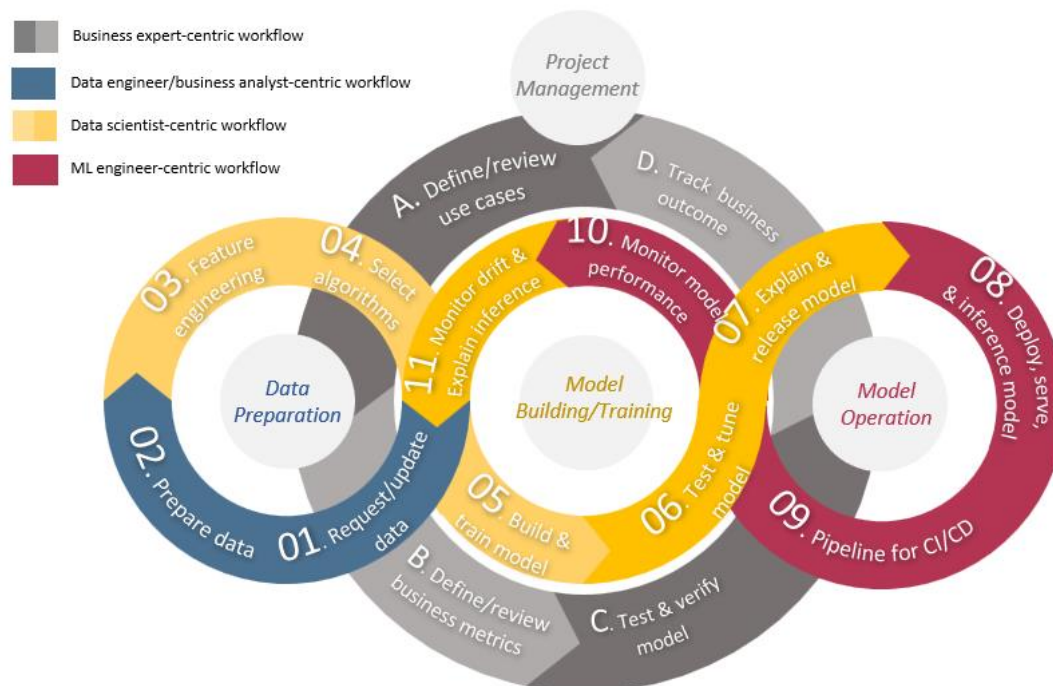 Business expert-centric workflow
Data engineer/business analyst-centric workflow
Data scientist-centric workflow
ML engineer-centric workflow
Project
Management
A. Define/review
use cases
D. Track business
outcome
03. Feature
engineering
04. Select
algorithms
11. Monitor drift &
Explain inference
10. Monitor model
performance
07. Explain &
release model
08. Deploy, serve,
& inference model
Data
Preparation
Model
Building/Training
Model
Operation
02. Prepare data
01. Request/update
data
05. Build &
train model
06. Test & tune
model
09. Pipeline for CI/CD
B. Define/review
business metrics
C. Test & verify
model